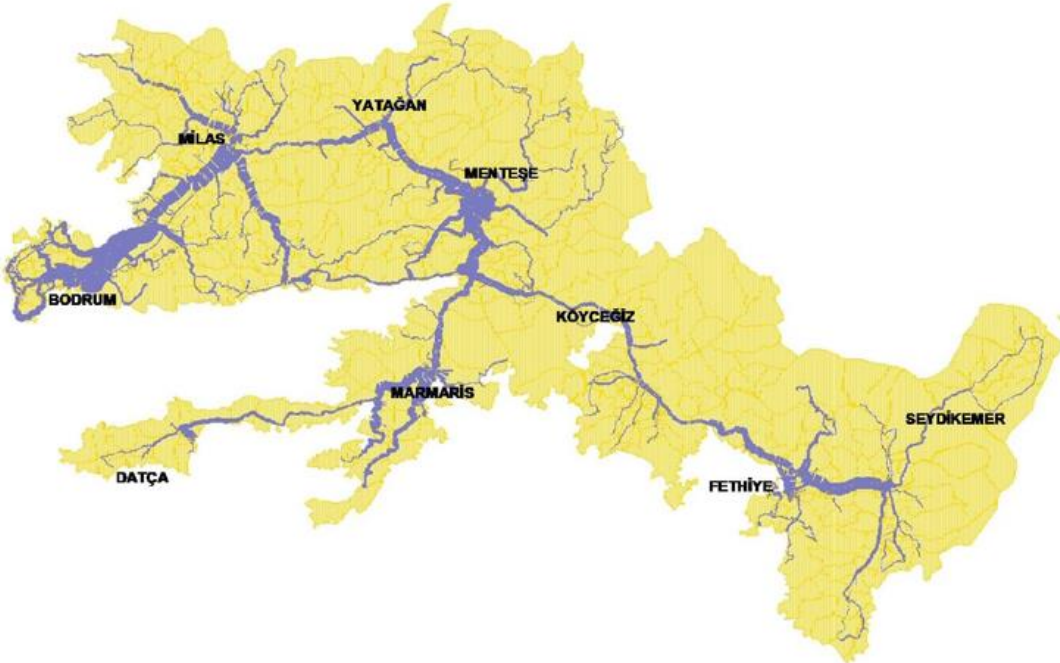 YATAĞAN
MİLAS
MENTEŞE
BODRUM
KÖYCEĞİZ
MARMARİS
SEYDİKEMER
DATÇA
FETHİYE